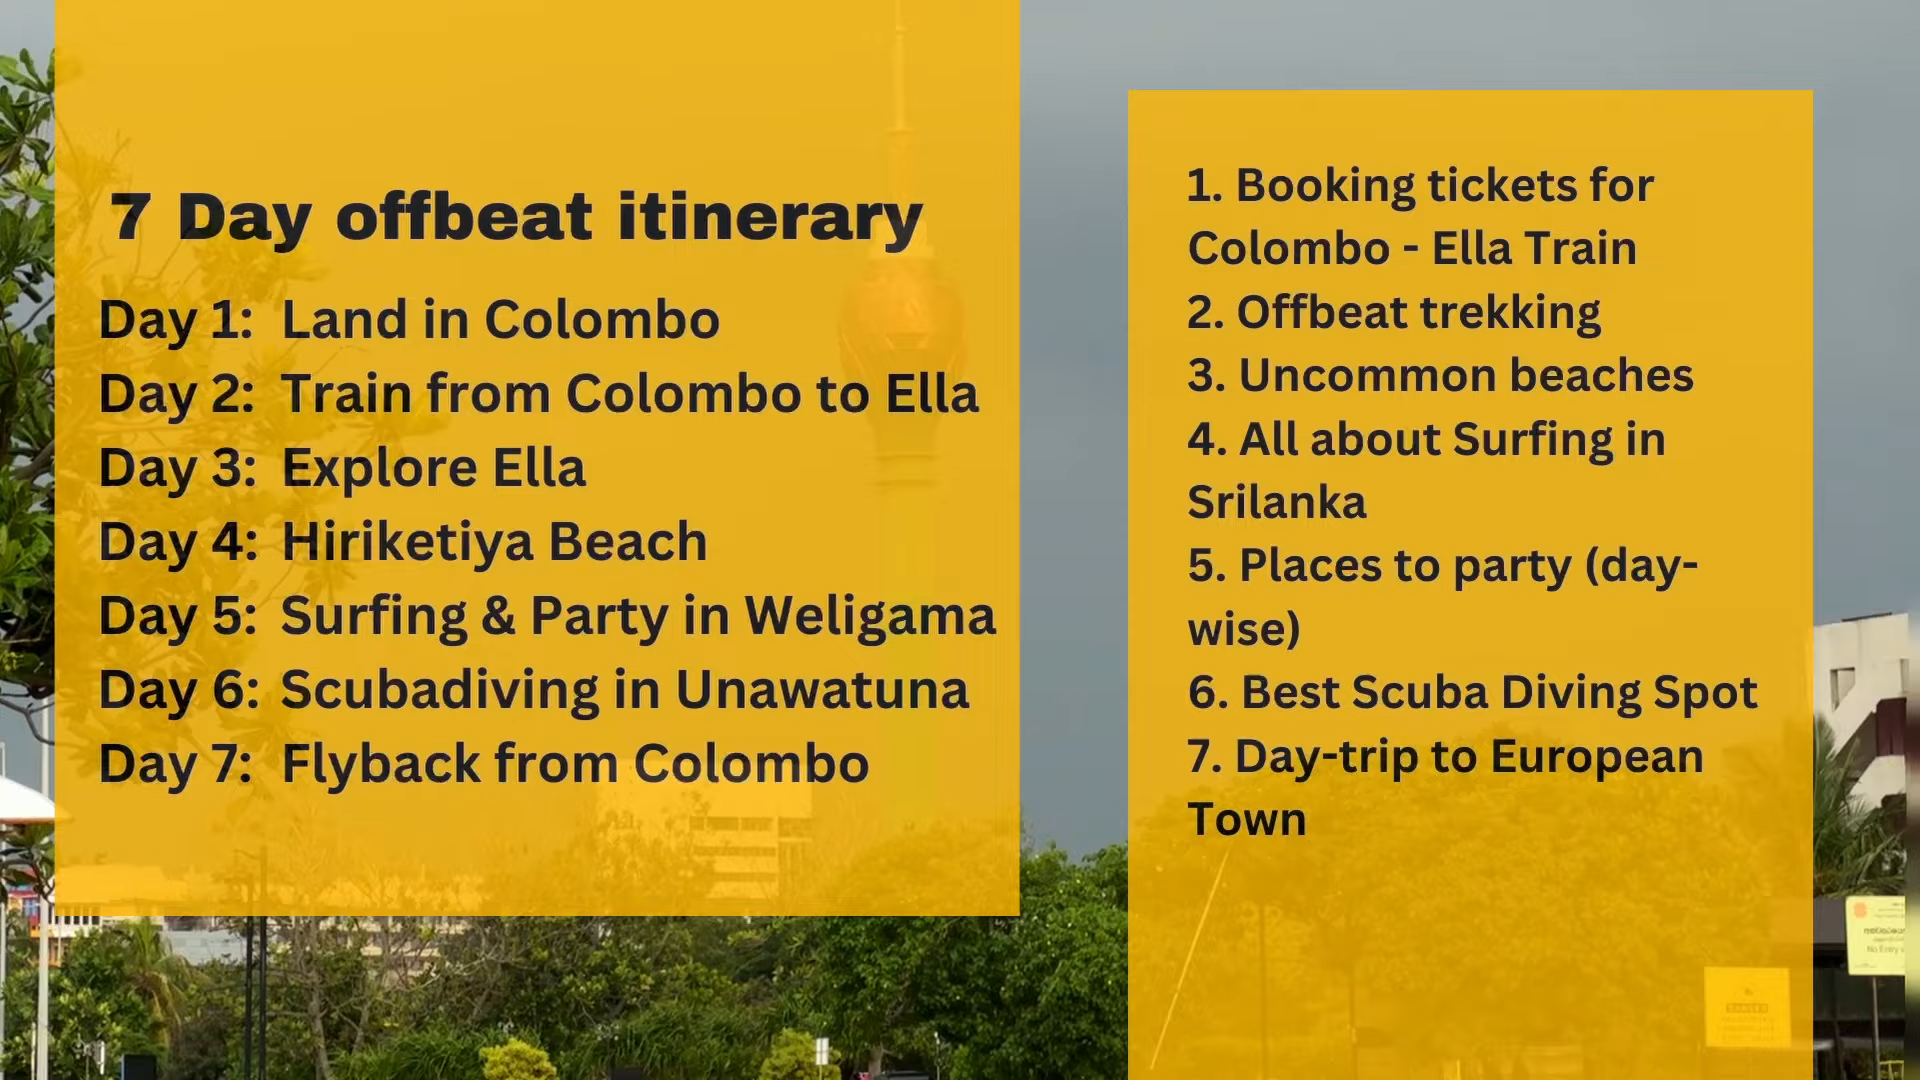 7 Day offbeat itinerary
Day 1: Land in Colombo
Day 2: Train from Colombo to Ella
Day 3: Explore Ella
Day 4: Hiriketiya Beach
Day 5: Surfing & Party in Weligama
Day 6: Scubadiving in Unawatuna
Day 7: Flyback from Colombo
1. Booking tickets for
Colombo - Ella Train
2. Offbeat trekking
3. Uncommon beaches
4. All about Surfing in
Srilanka
5. Places to party (day-
wise)
6. Best Scuba Diving Spot
7. Day-trip to European
Town
No Entry